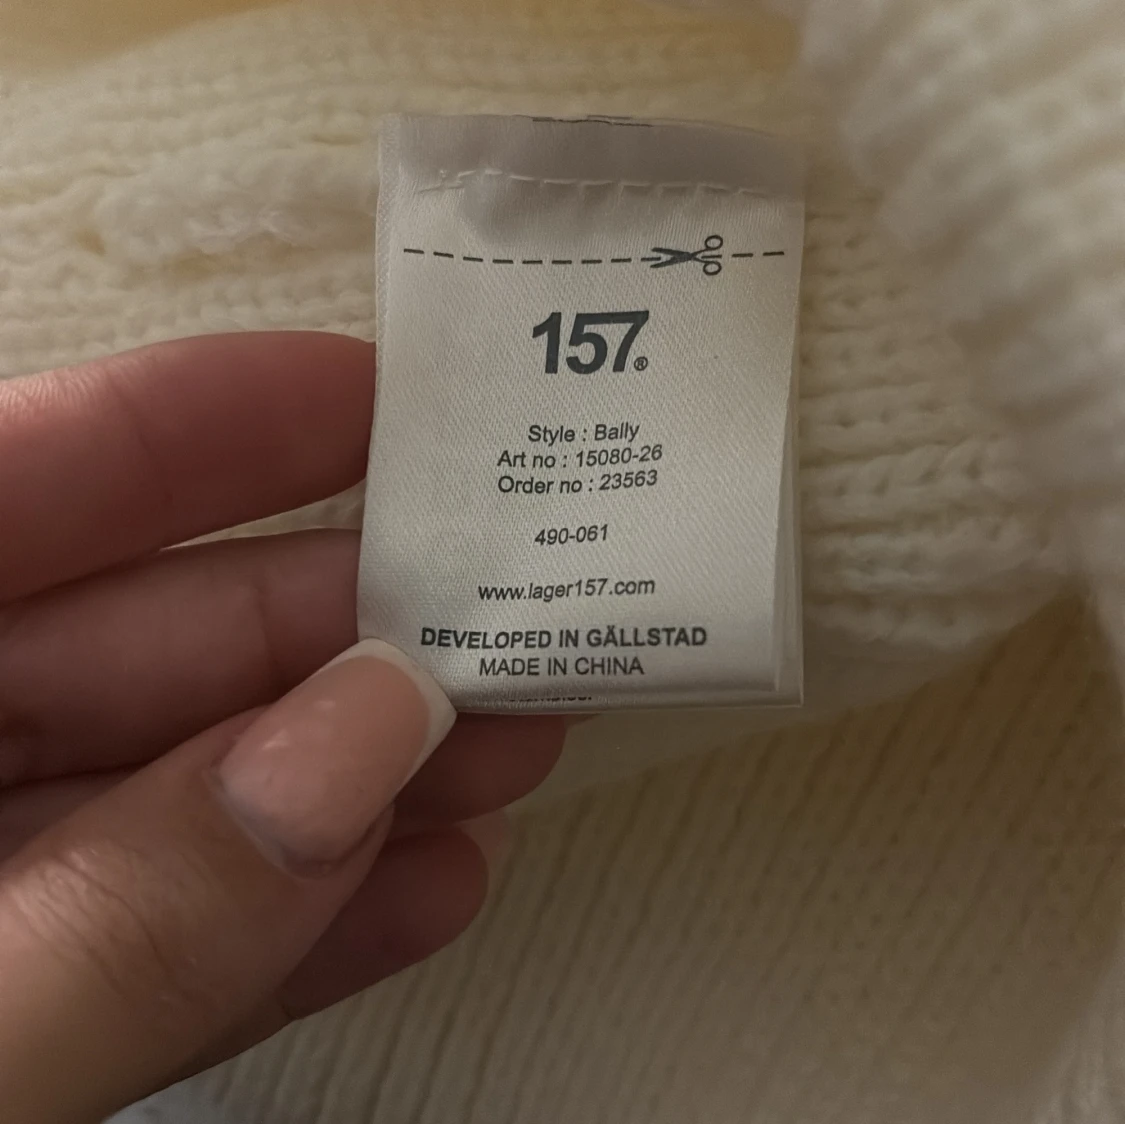 157®
Style : Bally
Art no : 15080-26
Order no : 23563
490-061
www.lager157.com
DEVELOPED IN GÄLLSTAD
MADE IN CHINA